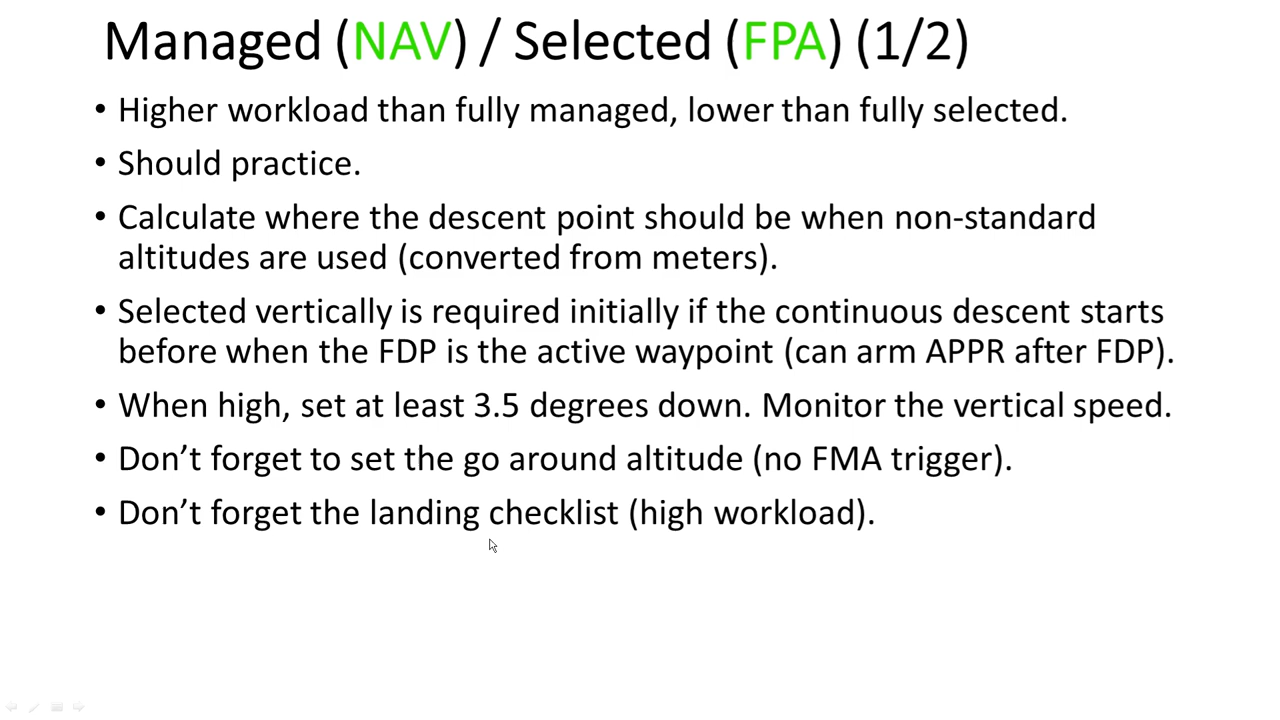 Managed (NAV) / Selected (FPA) (1/2)
• Higher workload than fully managed, lower than fully selected.
• Should practice.
• Calculate where the descent point should be when non-standard
altitudes are used (converted from meters).
• Selected vertically is required initially if the continuous descent starts
before when the FDP is the active waypoint (can arm APPR after FDP).
• When high, set at least 3.5 degrees down. Monitor the vertical speed.
• Don’t forget to set the go around altitude (no FMA trigger).
• Don’t forget the landing checklist (high workload).